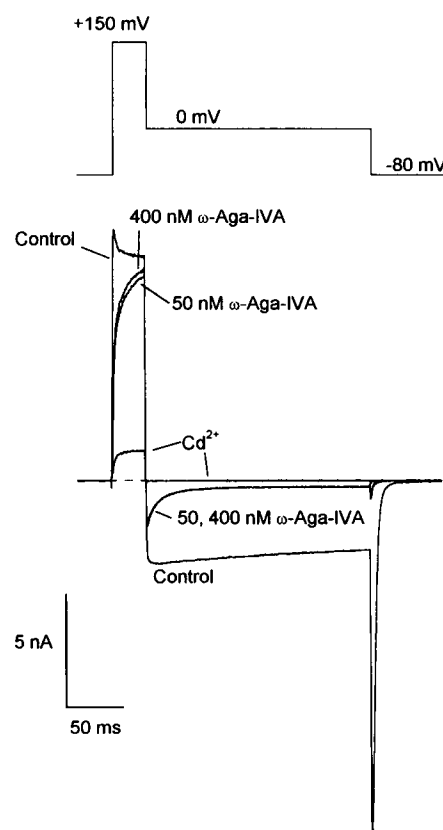 +150 mV
0 mV
-80 mV
400 nM ω-Aga-IVA
Control
50 nM ω-Aga-IVA
Cd²⁺
50, 400 nM ω-Aga-IVA
Control
5 nA
50 ms